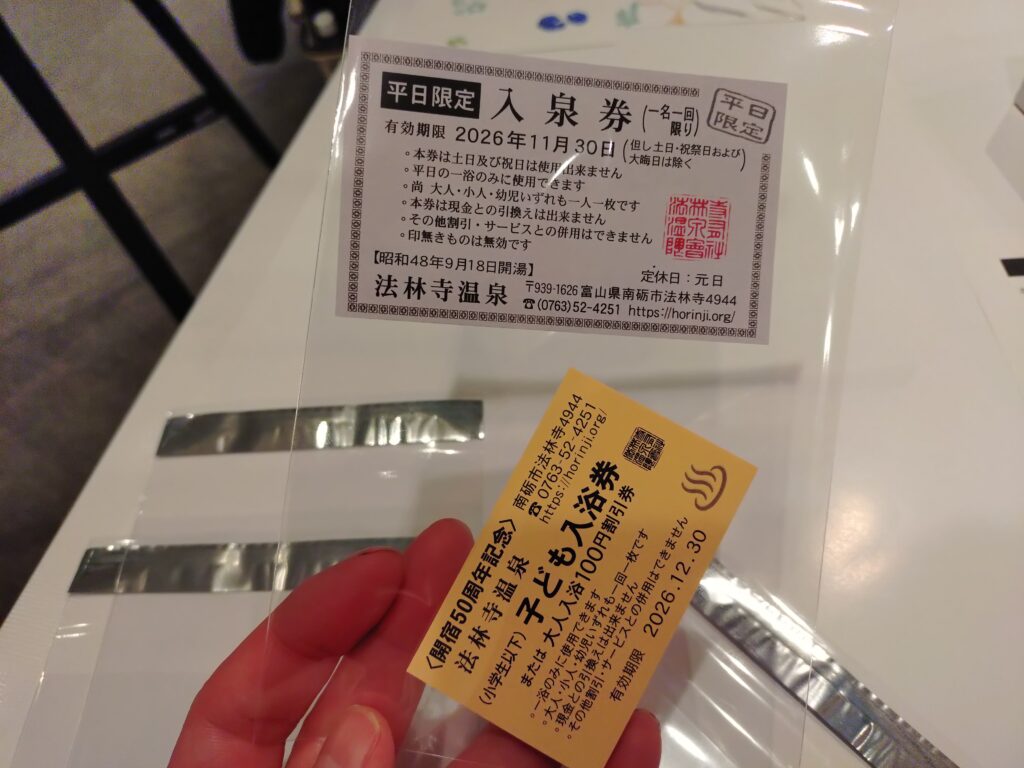 平日限定 入泉券 (一名一回限り) 平日限定
有効期限 2026年11月30日 (但し土日・祝祭日および大晦日は除く)
。本券は土日及び祝日は使用出来ません
。平日の一浴のみに使用できます
。尚 大人・小人・幼児いずれも一人一枚です
。本券は現金との引換えは出来ません
。その他割引・サービスとの併用はできません
。印無きものは無効です
【昭和48年9月18日開湯】 定休日:元日
法林寺温泉 〒939-1626 富山県南砺市法林寺4944
☎(0763)52-4251 https://horinji.org/
〈開宿50周年記念〉
法林寺温泉
南砺市法林寺4944
☎ 0763-52-4251
https://horinji.org/
(小学生以下) 子ども入浴券
または 大人入浴100円割引券
。一浴のみに使用できます
。大人・小人・幼児いずれも一回一枚です
。現金との引換えは出来ません
。その他割引・サービスとの併用はできません
有効期限 2026.12.30